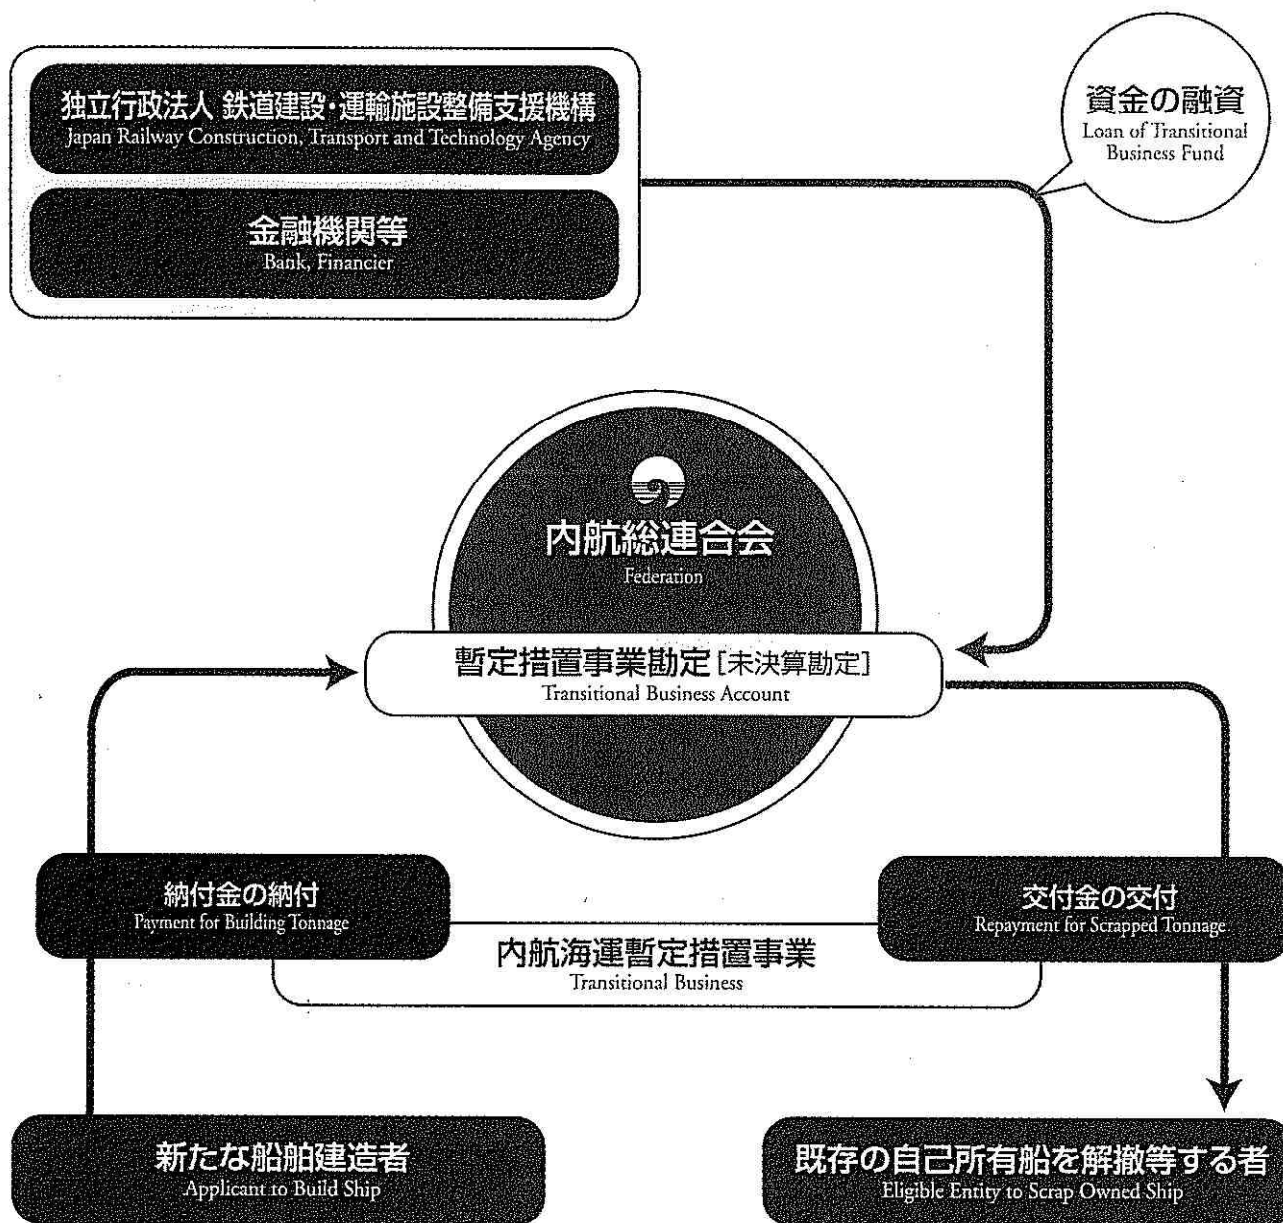 独立行政法人 鉄道建設・運輸施設整備支援機構
Japan Railway Construction, Transport and Technology Agency
金融機関等
Bank, Financier
資金の融資
Loan of Transitional
Business Fund
内航総連合会
Federation
暫定措置事業勘定[未決算勘定]
Transitional Business Account
納付金の納付
Payment for Building Tonnage
交付金の交付
Repayment for Scrapped Tonnage
内航海運暫定措置事業
Transitional Business
新たな船舶建造者
Applicant to Build Ship
既存の自己所有船を解撤等する者
Eligible Entity to Scrap Owned Ship